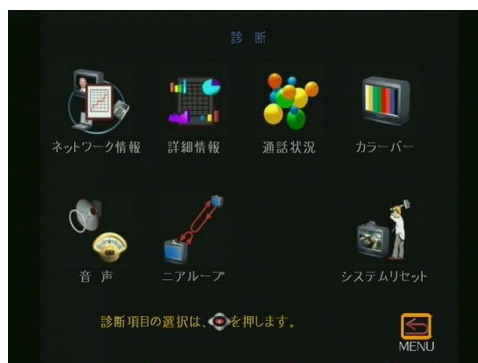 診 断
ネットワーク情報 詳細情報 通話状況 カラーバー
音 声 ニアループ システムリセット
診断項目の選択は、を押します。
MENU